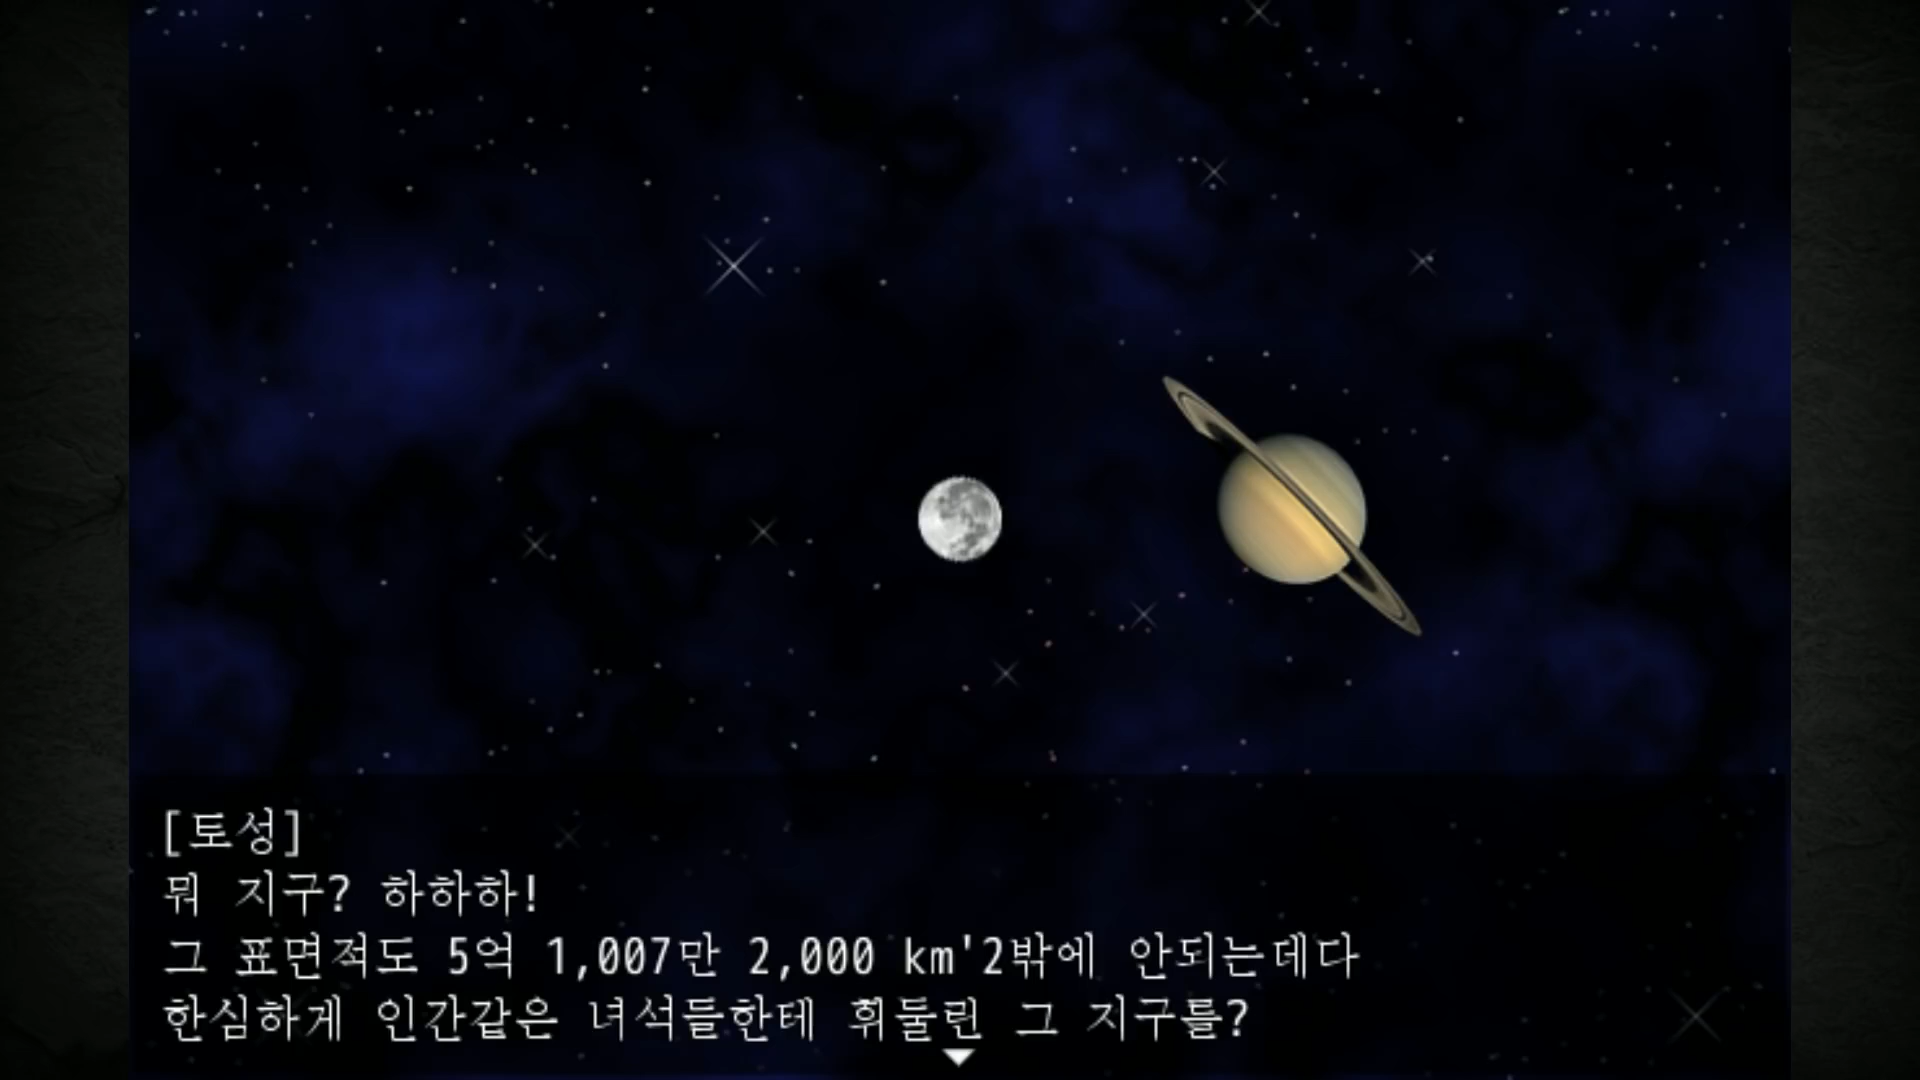 [토성]
뭐 지구? 하하하!
그 표면적도 5억 1,007만 2,000 km'2밖에 안되는데다
한심하게 인간같은 녀석들한테 휘둘린 그 지구를?